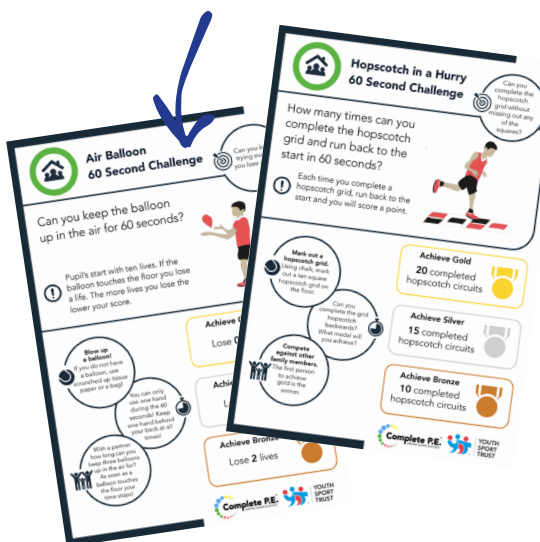 Air Balloon
60 Second Challenge
Can you
trying
you lose
Can you keep the balloon
up in the air for 60 seconds?
Pupil's start with ten lives. If the
balloon touches the floor you lose
a life. The more lives you lose the
lower your score.
Blow up
a balloon!
If you do not have
a balloon, use
scrunched up tissue
paper or a bag!
You can only
use one hand
during the 60
seconds! Keep
one hand behind
your back at all
times!
With a partner
how long can you
keep three balloons
up in the air for?
As soon as a
balloon touches
the floor your
time stops!
Achieve
Lose
Achieve Bronze
Lose 2 lives
Complete P.E.
YOUTH
SPORT
TRUST
Hopscotch in a Hurry
60 Second Challenge
Can you
complete the
hopscotch
grid without
missing out any
of the
squares?
How many times can you
complete the hopscotch
grid and run back to the
start in 60 seconds?
Each time you complete a
hopscotch grid, run back to the
start and you will score a point.
Mark out a
hopscotch grid.
Using chalk, mark
out a ten square
hopscotch grid on
the floor.
Can you
complete the grid
hopscotch
backwards?
What medal will
you achieve?
Compete
against other
family members.
The first person
to achieve
gold is the
winner.
Achieve Gold
20 completed
hopscotch circuits
Achieve Silver
15 completed
hopscotch circuits
Achieve Bronze
10 completed
hopscotch circuits
Complete P.E.
YOUTH
SPORT
TRUST